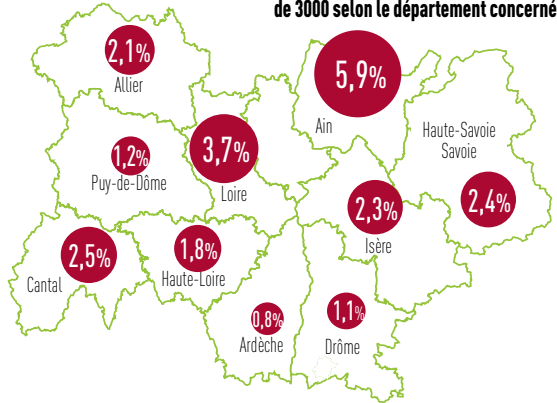 de 3000 selon le département concerné
2,1%
Allier
5,9%
Ain
Haute-Savoie
Savoie
2,4%
1,2%
Puy-de-Dôme
3,7%
Loire
2,3%
Isère
2,5%
Cantal
1,8%
Haute-Loire
0,8%
Ardèche
1,1%
Drôme